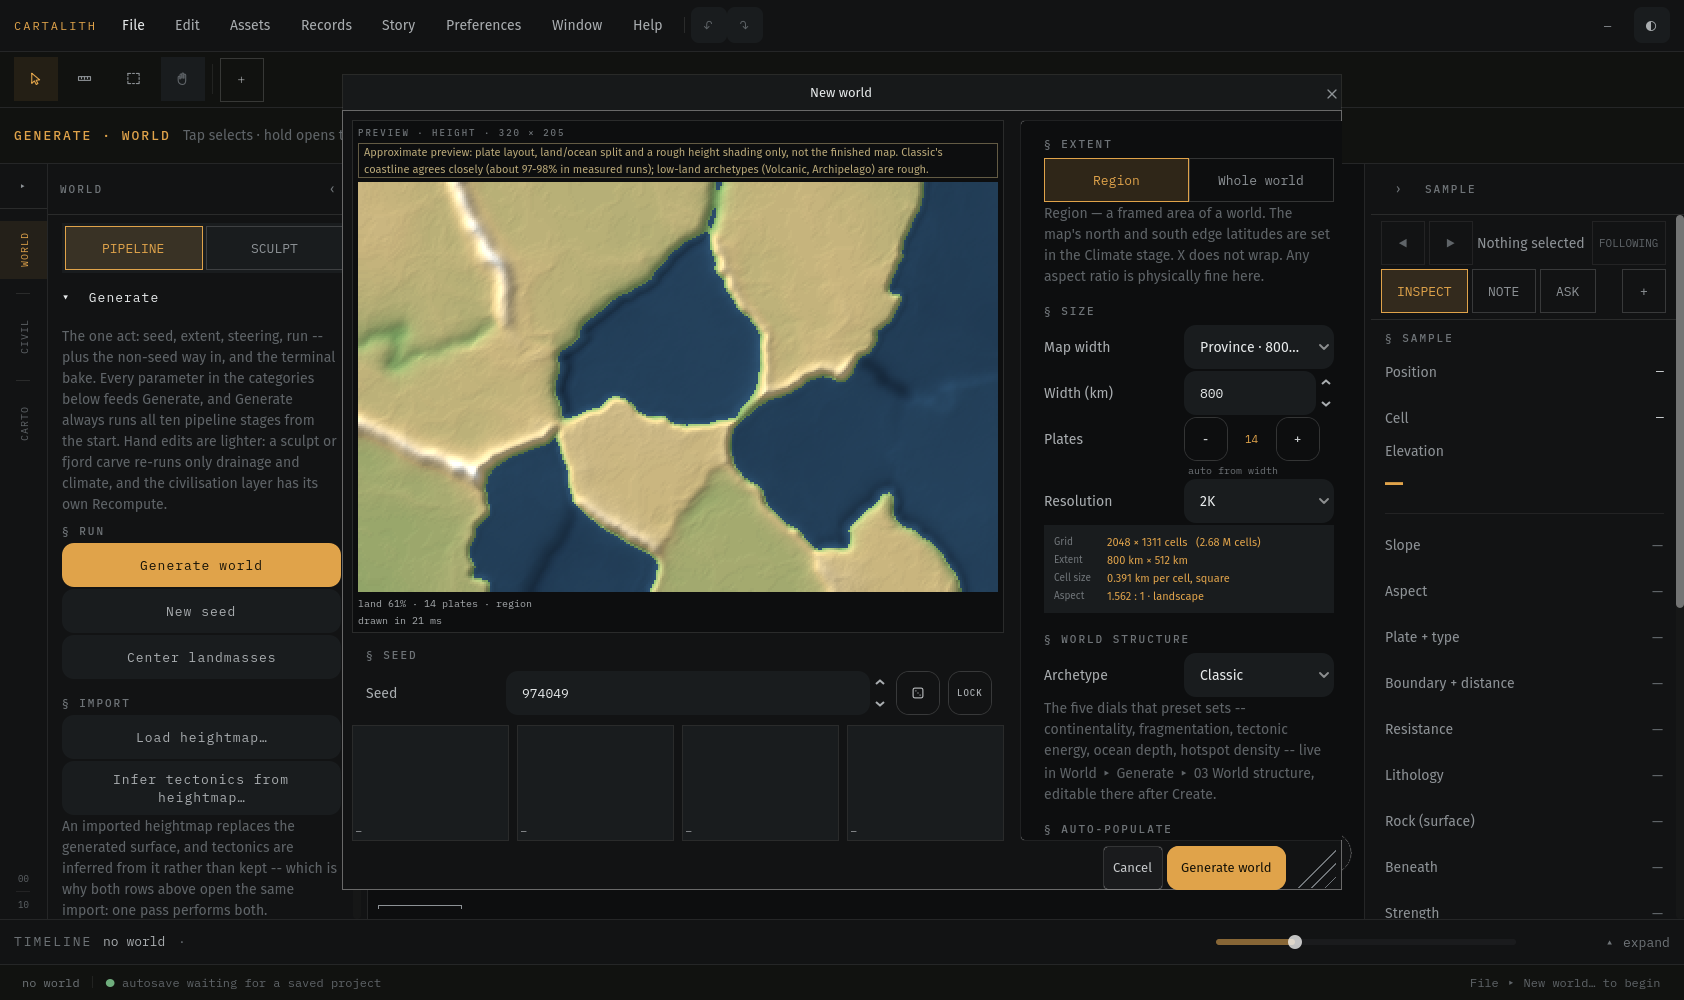 CARTALITH File Edit Assets Records Story Preferences Window Help
GENERATE · WORLD Tap selects · hold opens t
New world
WORLD
PIPELINE SCULPT
Generate
The one act: seed, extent, steering, run --
plus the non-seed way in, and the terminal
bake. Every parameter in the categories
below feeds Generate, and Generate
always runs all ten pipeline stages from
the start. Hand edits are lighter: a sculpt or
fjord carve re-runs only drainage and
climate, and the civilisation layer has its
own Recompute.
§ RUN
Generate world
New seed
Center landmasses
§ IMPORT
Load heightmap…
Infer tectonics from
heightmap…
An imported heightmap replaces the
generated surface, and tectonics are
inferred from it rather than kept -- which is
why both rows above open the same
import: one pass performs both.
WORLD
CIVIL
CARTO
00
10
PREVIEW · HEIGHT · 320 × 205
Approximate preview: plate layout, land/ocean split and a rough height shading only, not the finished map. Classic's
coastline agrees closely (about 97-98% in measured runs); low-land archetypes (Volcanic, Archipelago) are rough.
land 61% · 14 plates · region
drawn in 21 ms
§ SEED
Seed 974049 LOCK
– – – –
§ EXTENT
Region Whole world
Region — a framed area of a world. The
map's north and south edge latitudes are set
in the Climate stage. X does not wrap. Any
aspect ratio is physically fine here.
§ SIZE
Map width Province · 800...
Width (km) 800
Plates - 14 +
auto from width
Resolution 2K
Grid 2048 × 1311 cells (2.68 M cells)
Extent 800 km × 512 km
Cell size 0.391 km per cell, square
Aspect 1.562 : 1 · landscape
§ WORLD STRUCTURE
Archetype Classic
The five dials that preset sets --
continentality, fragmentation, tectonic
energy, ocean depth, hotspot density -- live
in World ▸ Generate ▸ 03 World structure,
editable there after Create.
§ AUTO-POPULATE
Cancel Generate world
SAMPLE
Nothing selected FOLLOWING
INSPECT NOTE ASK +
§ SAMPLE
Position —
Cell —
Elevation
—
Slope —
Aspect —
Plate + type —
Boundary + distance —
Resistance —
Lithology —
Rock (surface) —
Beneath —
Strength —
TIMELINE no world · expand
no world autosave waiting for a saved project File ▸ New world… to begin